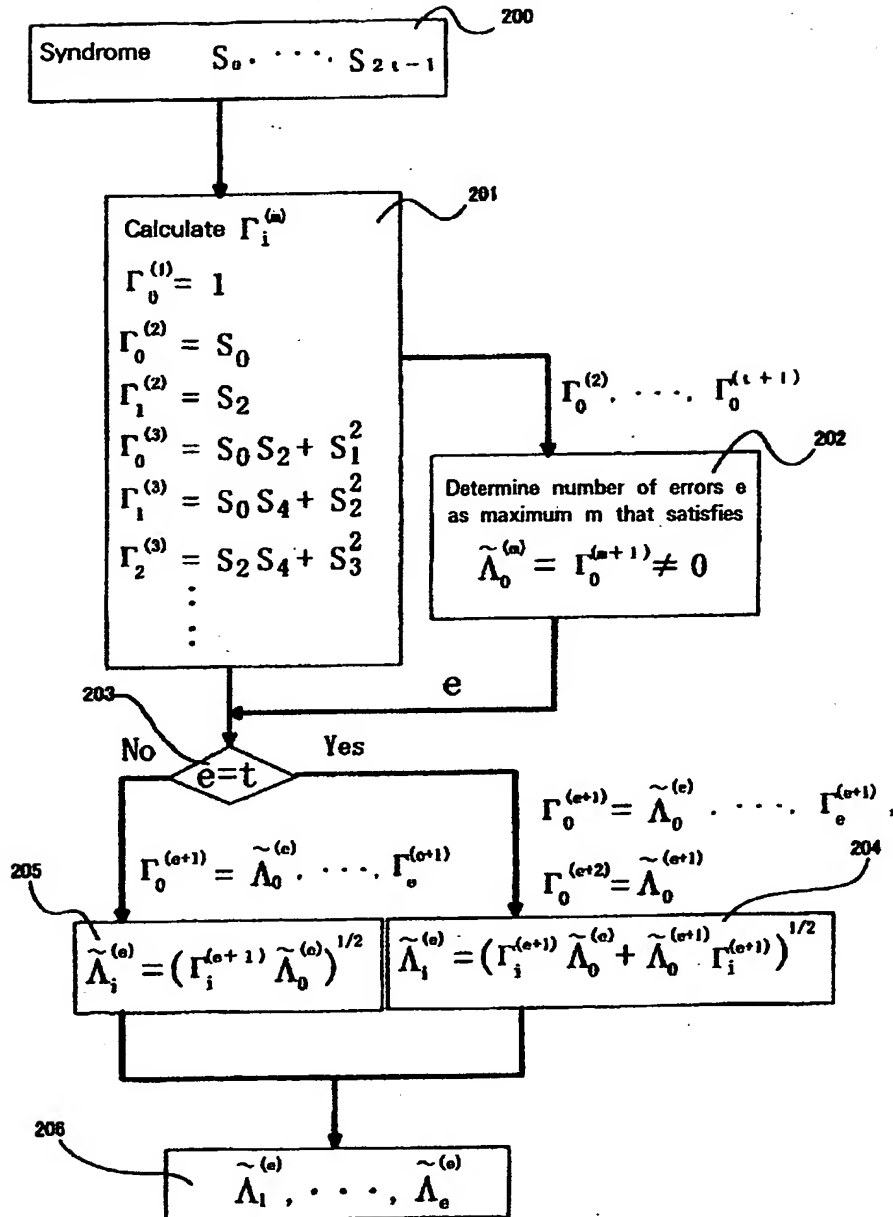 200
Syndrome S₀. ····. S₂ₜ₋₁
201
Calculate Γᵢ⁽ᵐ⁾
Γ₀⁽¹⁾ = 1
Γ₀⁽²⁾ = S₀
Γ₁⁽²⁾ = S₂
Γ₀⁽³⁾ = S₀S₂ + S₁²
Γ₁⁽³⁾ = S₀S₄ + S₂²
Γ₂⁽³⁾ = S₂S₄ + S₃²
Γ₀⁽²⁾. ····. Γ₀⁽ᵗ⁺¹⁾
202
Determine number of errors e
as maximum m that satisfies
Λ̃₀⁽ᵐ⁾ = Γ₀⁽ᵐ⁺¹⁾ ≠ 0
e
203
No
Yes
e=t
Γ₀⁽ᵉ⁺¹⁾ = Λ̃₀⁽ᵉ⁾. ····. Γₑ⁽ᵉ⁺¹⁾
205
Γ₀⁽ᵉ⁺¹⁾ = Λ̃₀⁽ᵉ⁾. ····. Γₑ⁽ᵉ⁺¹⁾,
Γ₀⁽ᵉ⁺²⁾ = Λ̃₀⁽ᵉ⁺¹⁾
204
Λ̃ᵢ⁽ᵉ⁾ = (Γᵢ⁽ᵉ⁺¹⁾ Λ̃₀⁽ᵉ⁾)¹/²
Λ̃ᵢ⁽ᵉ⁾ = (Γᵢ⁽ᵉ⁺¹⁾ Λ̃₀⁽ᵉ⁾ + Λ̃₀⁽ᵉ⁺¹⁾ Γᵢ⁽ᵉ⁺¹⁾)¹/²
206
Λ̃₁⁽ᵉ⁾, ···, Λ̃ₑ⁽ᵉ⁾